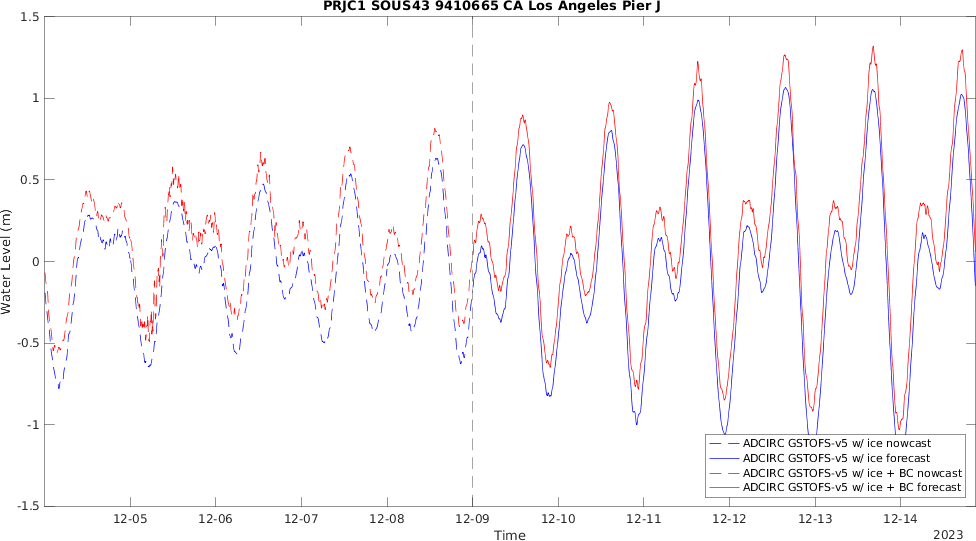 PRJC1 SOUS43 9410665 CA Los Angeles Pier J
1.5
1
0.5
0
-0.5
-1
-1.5
Water Level (m)
ADCIRC GSTOFS-v5 w/ ice nowcast
ADCIRC GSTOFS-v5 w/ ice forecast
ADCIRC GSTOFS-v5 w/ ice + BC nowcast
ADCIRC GSTOFS-v5 w/ ice + BC forecast
12-05 12-06 12-07 12-08 12-09 12-10 12-11 12-12 12-13 12-14
Time
2023